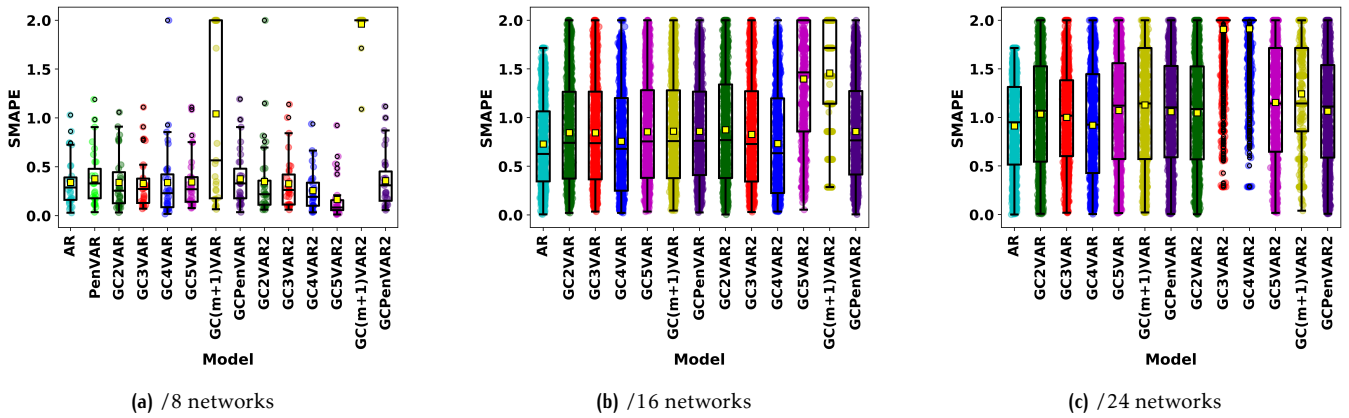 SMAPE
2.0
1.5
1.0
0.5
0.0
AR
PenVAR
GC2VAR
GC3VAR
GC4VAR
GC5VAR
GC(m+1)VAR
GCPenVAR
GC2VAR2
GC3VAR2
GC4VAR2
GC5VAR2
GC(m+1)VAR2
GCPenVAR2
Model
(a) /8 networks
SMAPE
2.0
1.5
1.0
0.5
0.0
AR
GC2VAR
GC3VAR
GC4VAR
GC5VAR
GC(m+1)VAR
GCPenVAR
GC2VAR2
GC3VAR2
GC4VAR2
GC5VAR2
GC(m+1)VAR2
GCPenVAR2
Model
(b) /16 networks
SMAPE
2.0
1.5
1.0
0.5
0.0
AR
GC2VAR
GC3VAR
GC4VAR
GC5VAR
GC(m+1)VAR
GCPenVAR
GC2VAR2
GC3VAR2
GC4VAR2
GC5VAR2
GC(m+1)VAR2
GCPenVAR2
Model
(c) /24 networks